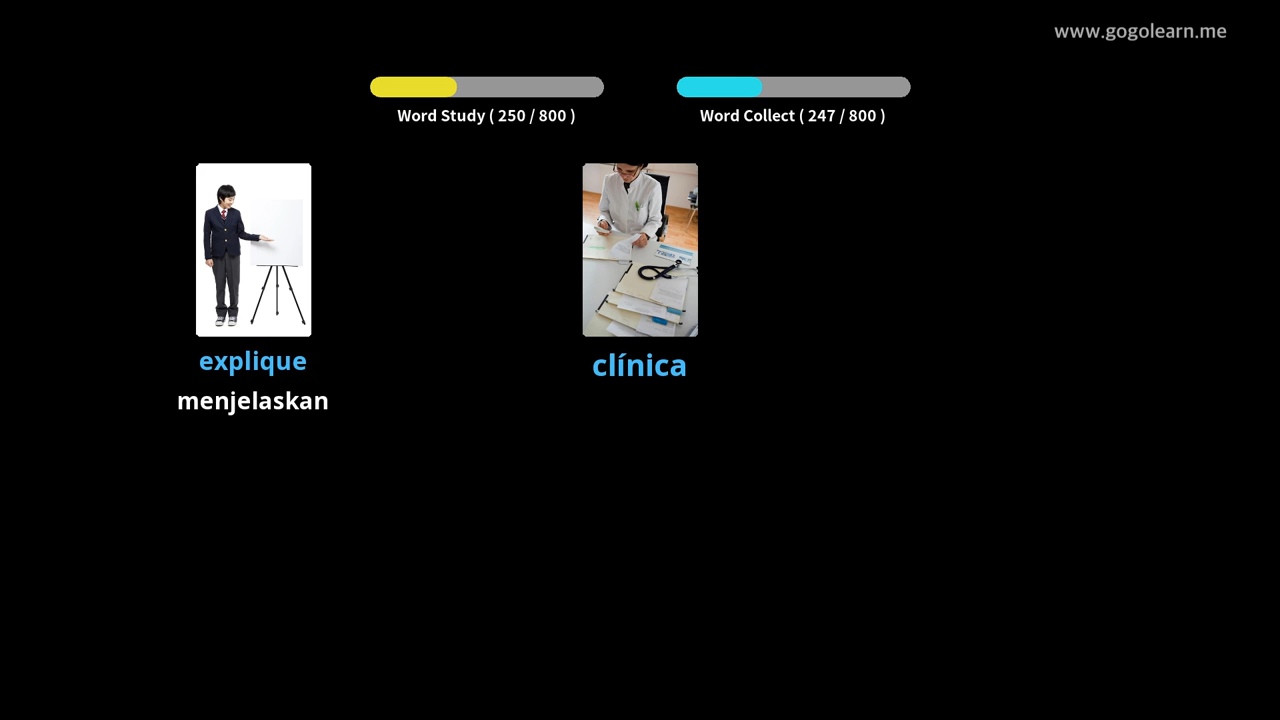 www.gogolearn.me
Word Study ( 250 / 800 )
Word Collect ( 247 / 800 )
explique
menjelaskan
clínica